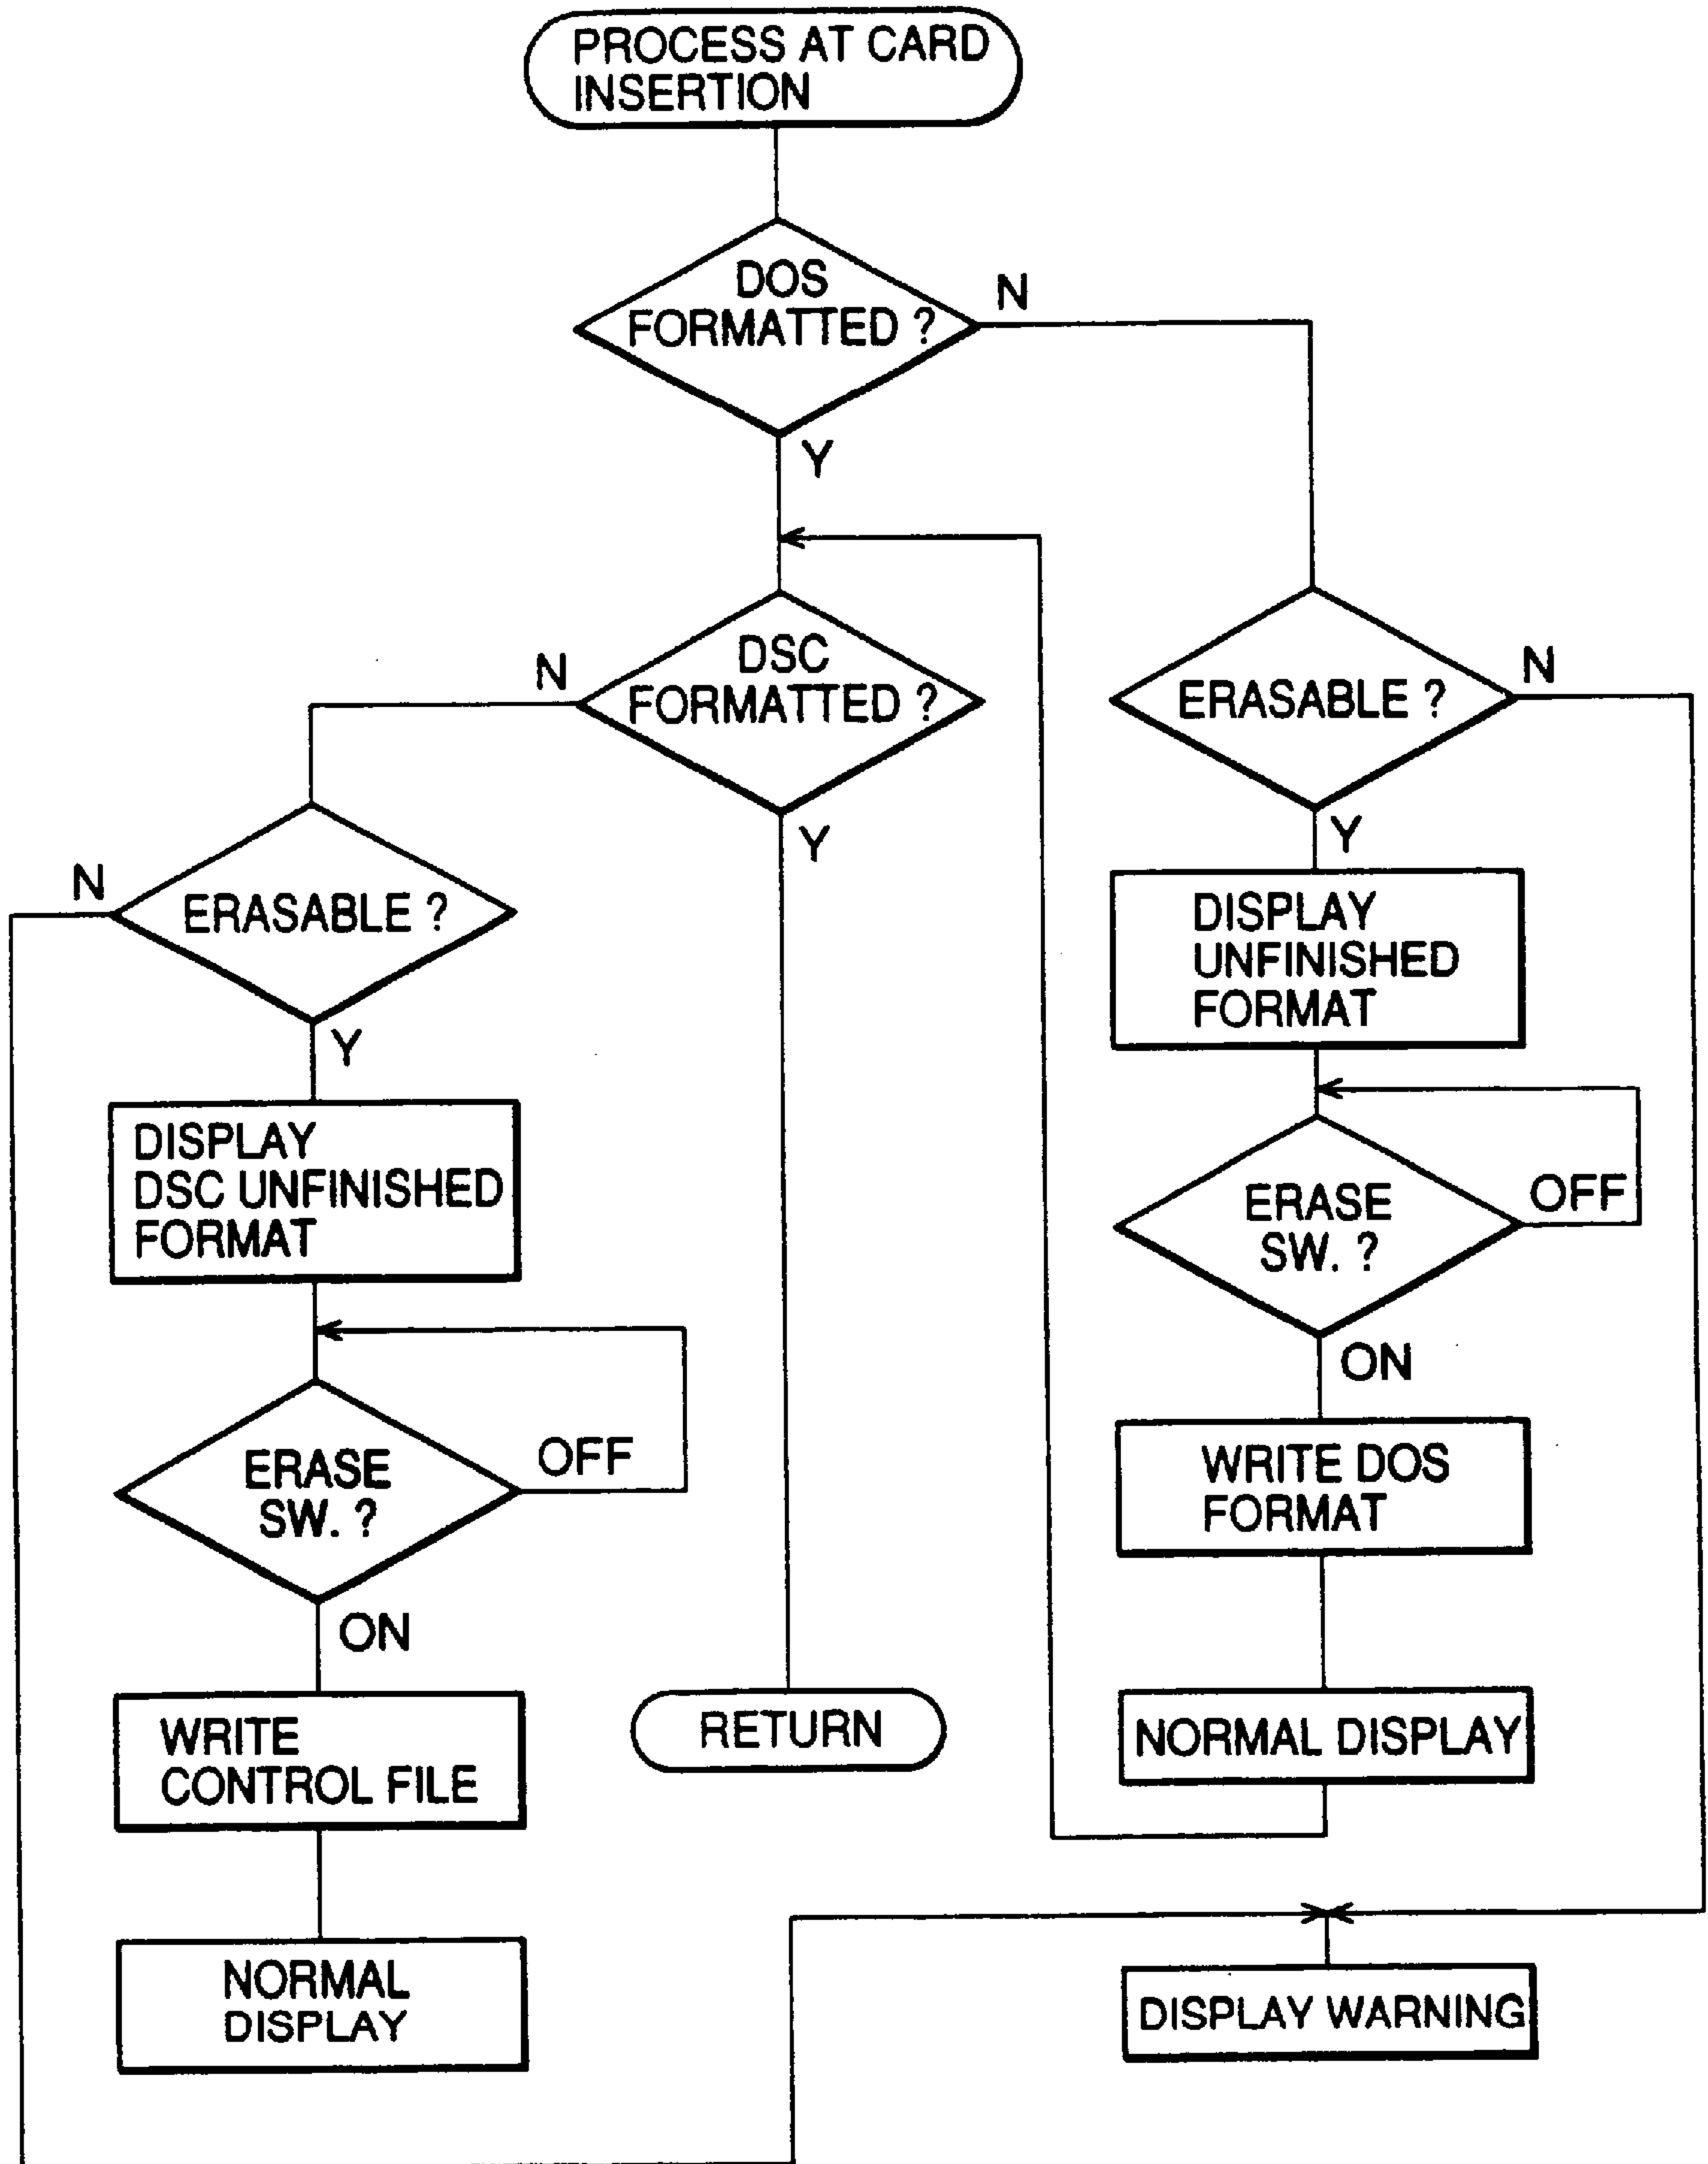 PROCESS AT CARD
INSERTION
DOS
FORMATTED ?
N
Y
DSC
FORMATTED ?
N
Y
ERASABLE ?
N
Y
ERASABLE ?
N
Y
DISPLAY
UNFINISHED
FORMAT
DISPLAY
DSC UNFINISHED
FORMAT
ERASE
SW. ?
OFF
ON
ERASE
SW. ?
OFF
ON
WRITE DOS
FORMAT
WRITE
CONTROL FILE
RETURN
NORMAL DISPLAY
NORMAL
DISPLAY
DISPLAY WARNING